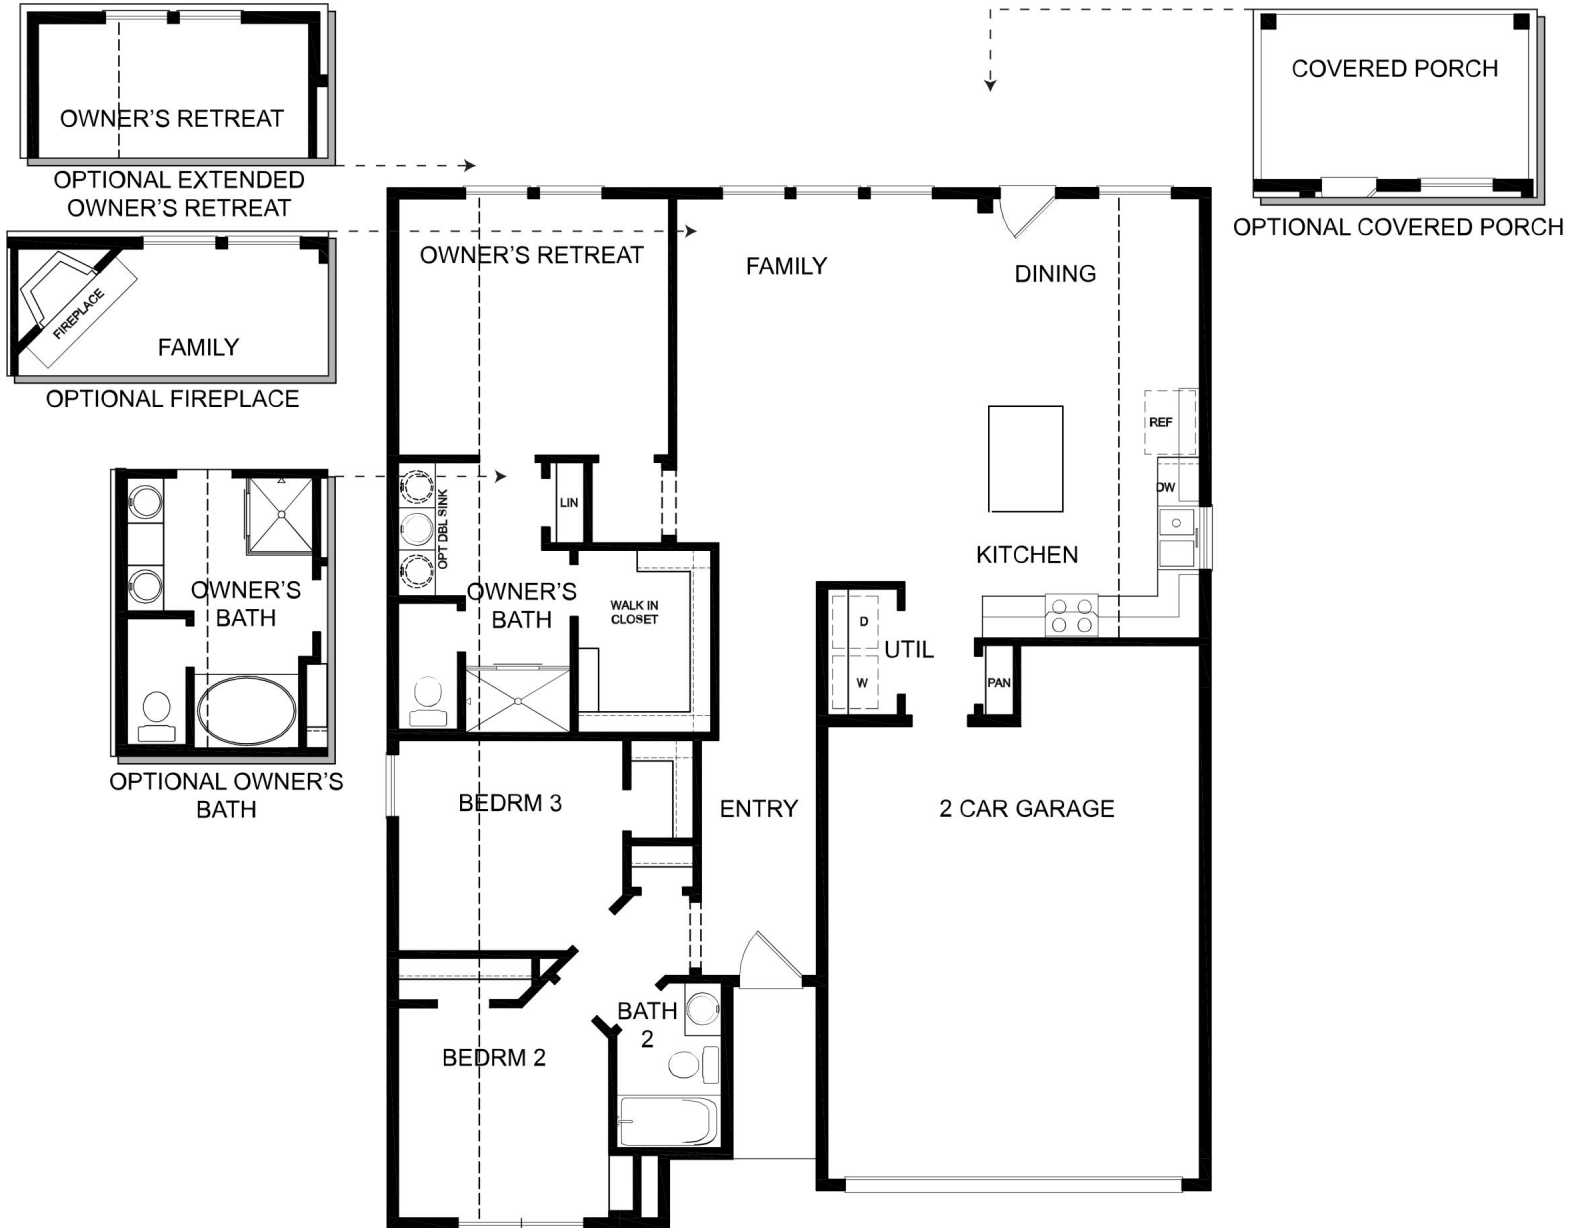 OWNER'S RETREAT
OPTIONAL EXTENDED
OWNER'S RETREAT
COVERED PORCH
OPTIONAL COVERED PORCH
FIREPLACE
FAMILY
OPTIONAL FIREPLACE
OWNER'S
BATH
OPTIONAL OWNER'S
BATH
OWNER'S RETREAT
FAMILY
DINING
REF
DW
KITCHEN
OPT DBL SINK
LIN
OWNER'S
BATH
WALK IN
CLOSET
D
UTIL
W
PAN
BEDRM 3
ENTRY
2 CAR GARAGE
BATH
2
BEDRM 2